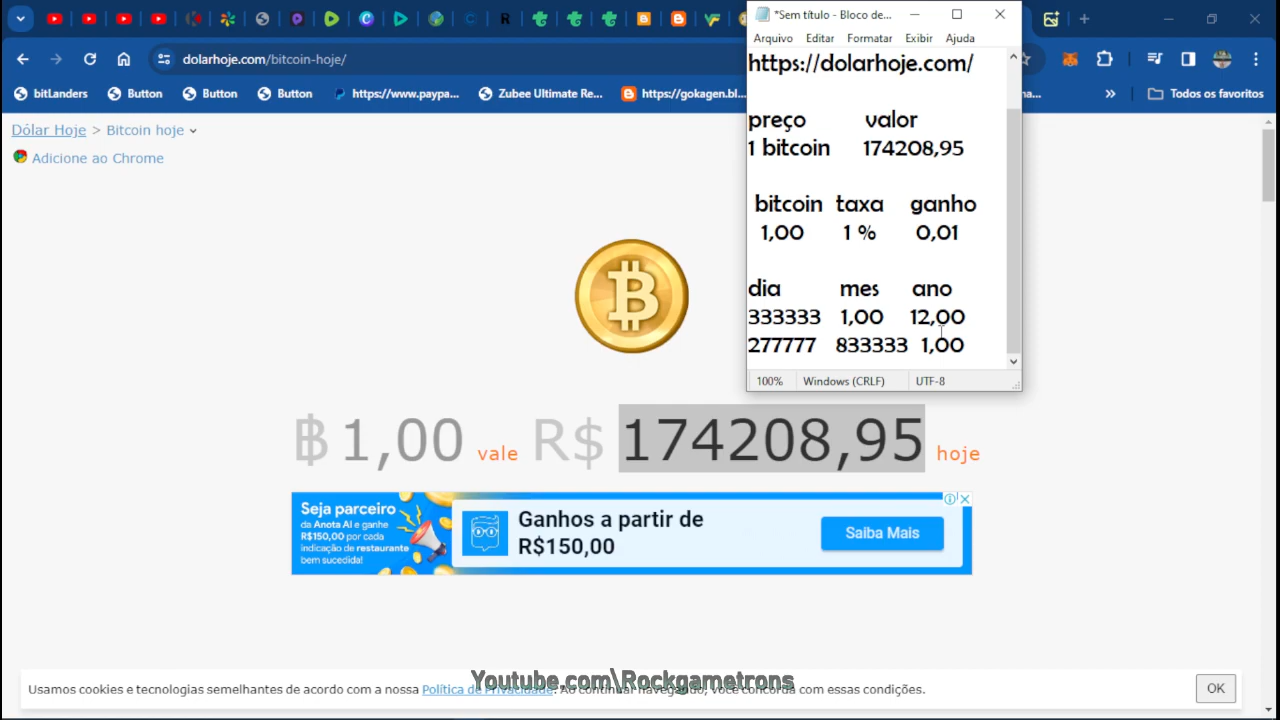 *Sem título - Bloco de...
Arquivo Editar Formatar Exibir Ajuda
https://dolarhoje.com/
preço valor
1 bitcoin 174208,95
bitcoin taxa ganho
1,00 1 % 0,01
dia mes ano
333333 1,00 12,00
277777 833333 1,00
100% Windows (CRLF) UTF-8
dolarhoje.com/bitcoin-hoje/
bitLanders Button Button Button https://www.paypa... Zubee Ultimate Re... https://gokagen.bl... na... » Todos os favoritos
Dólar Hoje > Bitcoin hoje
Adicione ao Chrome
B
฿ 1,00 vale R$ 174208,95 hoje
Seja parceiro
da Anota AI e ganhe
R$150,00 por cada
indicação de restaurante
bem sucedida!
Ganhos a partir de
R$150,00
Saiba Mais
Usamos cookies e tecnologias semelhantes de acordo com a nossa Política de Privacidade. Ao continuar navegando, você concorda com essas condições.
OK
Youtube.com\Rockgametrons